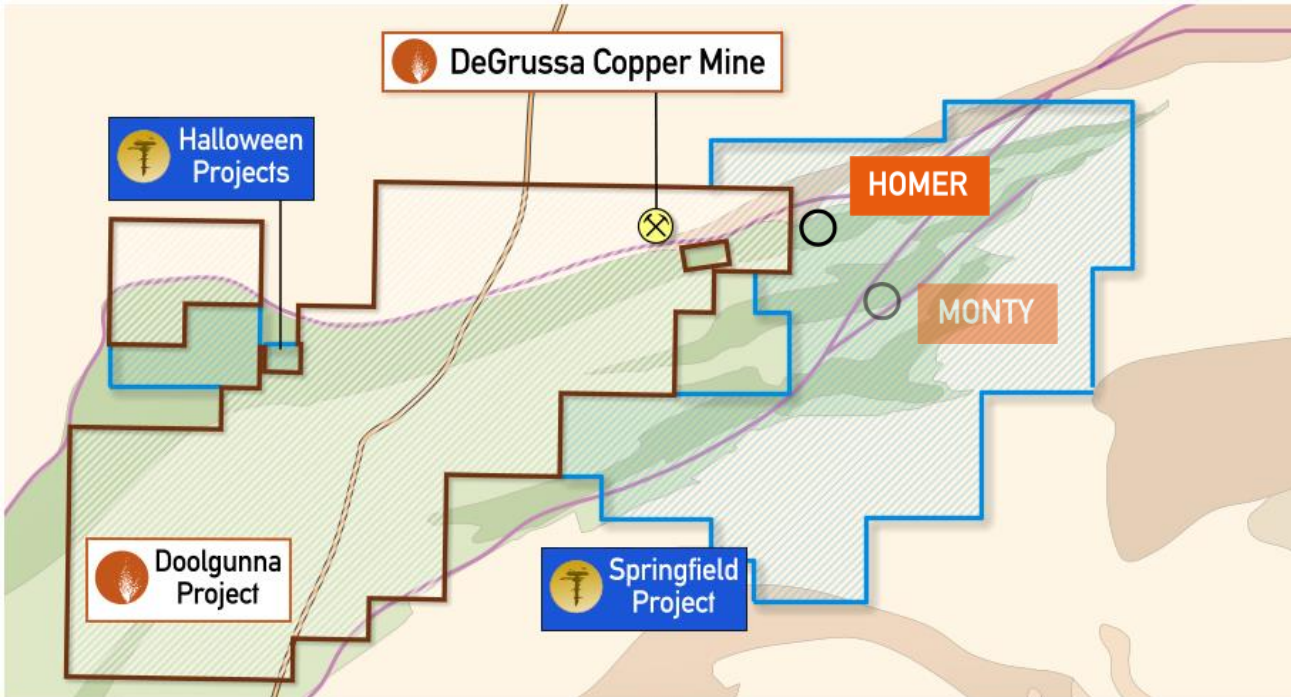 DeGrussa Copper Mine
Halloween
Projects
HOMER
MONTY
Doolgunna
Project
Springfield
Project